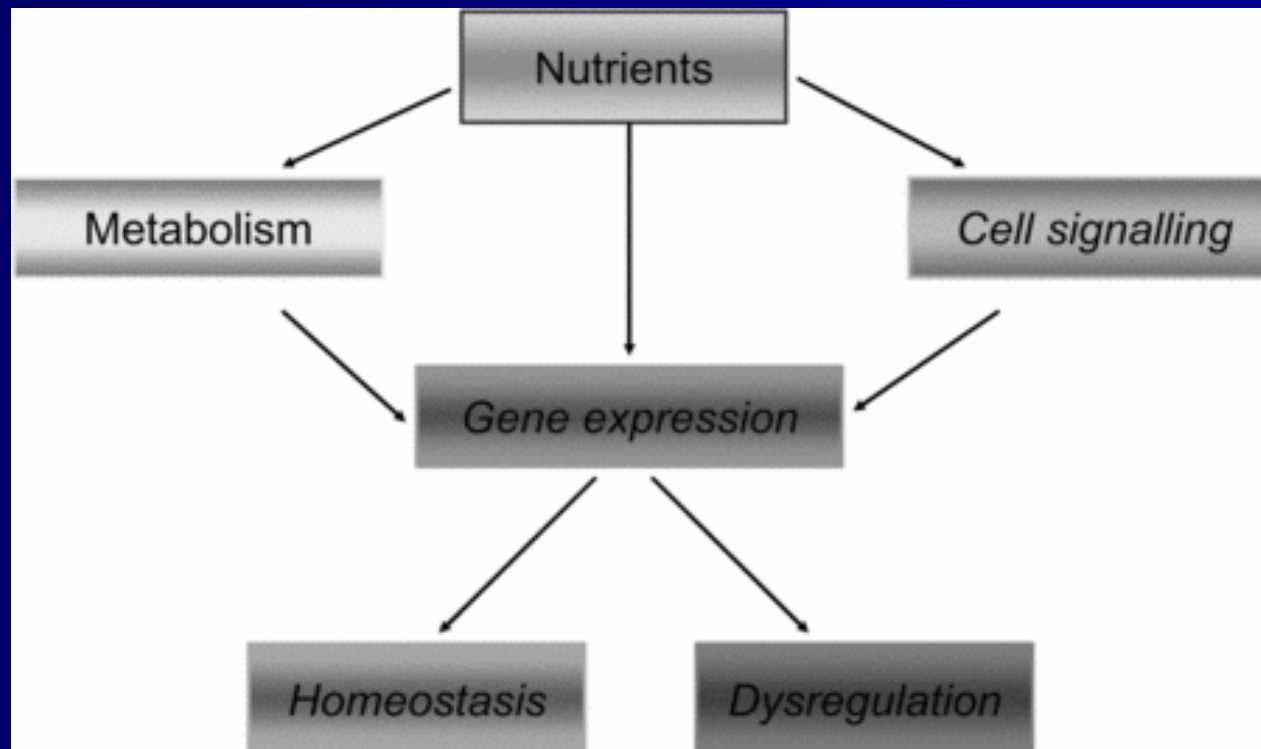 Nutrients
Metabolism
Cell signalling
Gene expression
Homeostasis
Dysregulation